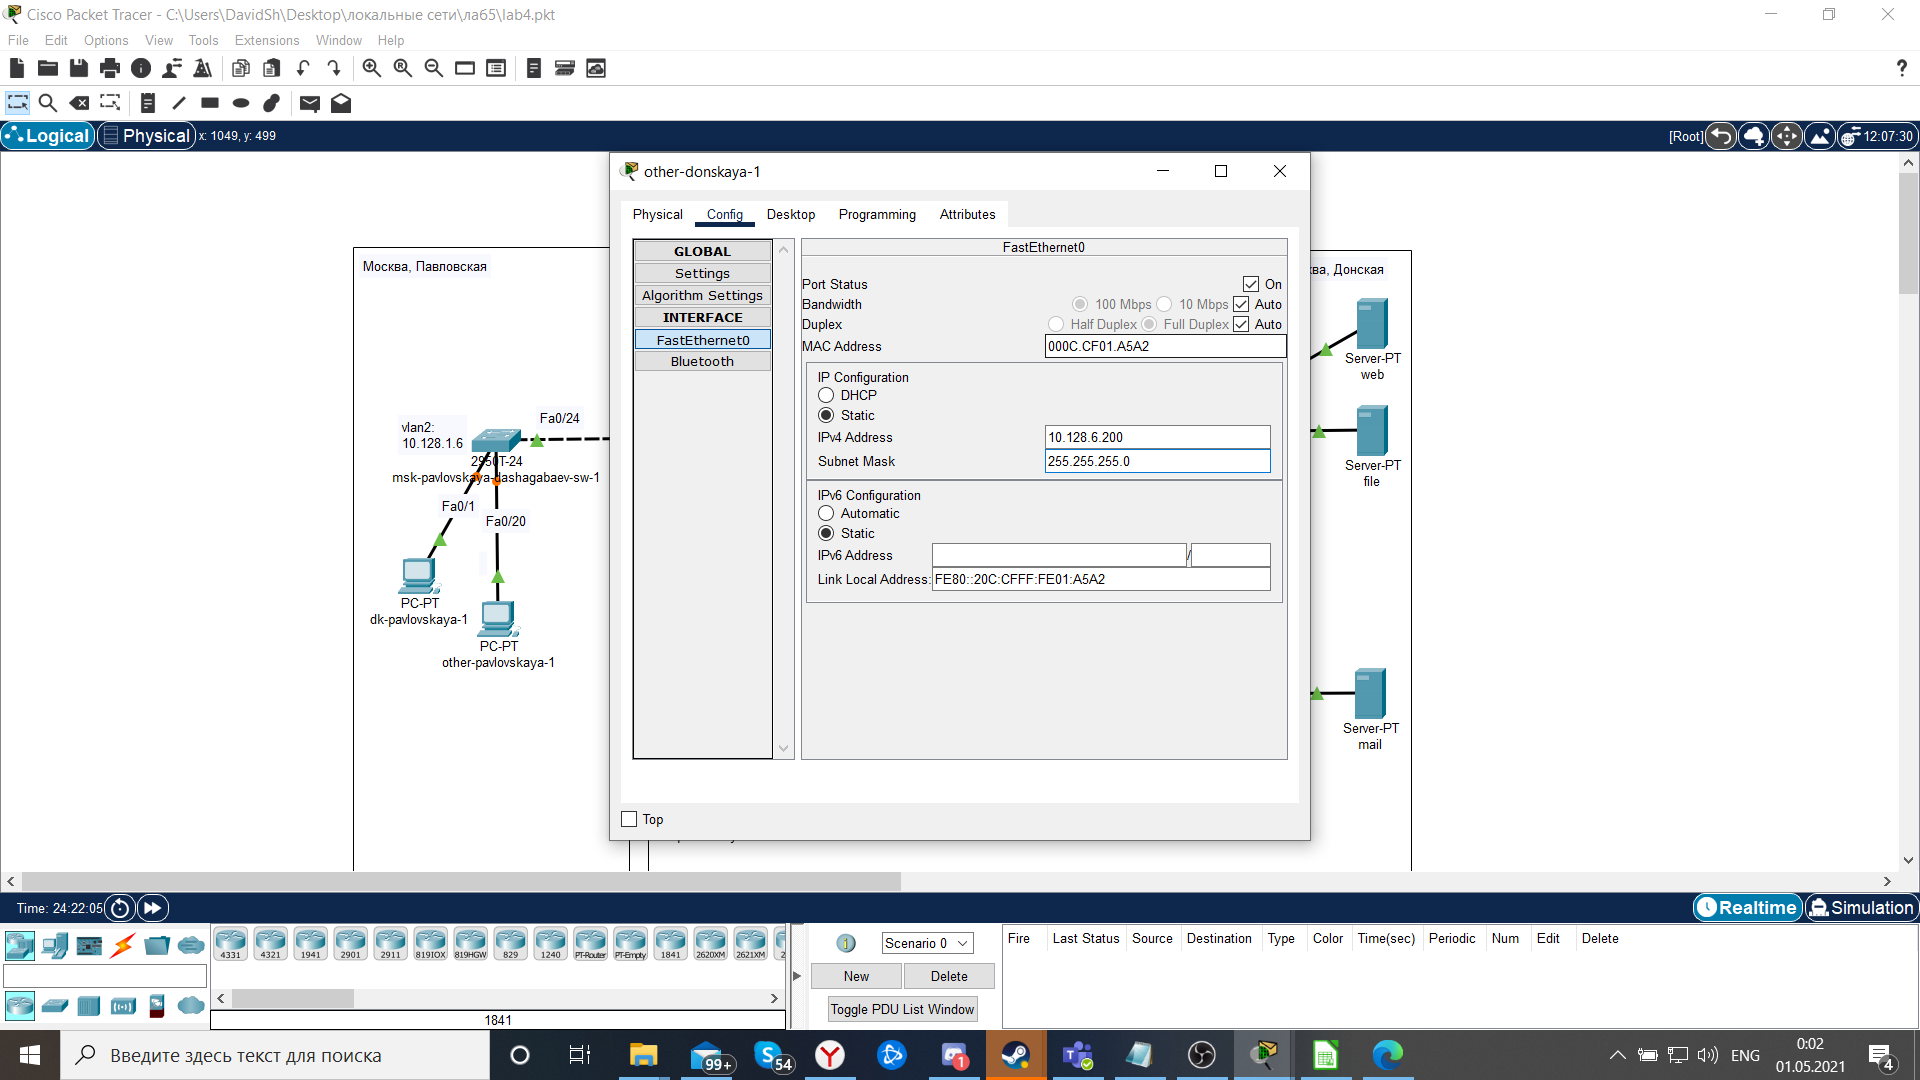 Cisco Packet Tracer - C:\Users\DavidSh\Desktop\локальные сети\ла65\lab4.pkt
File Edit Options View Tools Extensions Window Help
?
Logical Physical x: 1049, y: 499 [Root] 12:07:30
other-donskaya-1
Physical Config Desktop Programming Attributes
GLOBAL
Settings
Algorithm Settings
INTERFACE
FastEthernet0
Bluetooth
FastEthernet0
Port Status On
Bandwidth 100 Mbps 10 Mbps Auto
Duplex Half Duplex Full Duplex Auto
MAC Address 000C.CF01.A5A2
IP Configuration
DHCP
Static
IPv4 Address 10.128.6.200
Subnet Mask 255.255.255.0
IPv6 Configuration
Automatic
Static
IPv6 Address /
Link Local Address: FE80::20C:CFFF:FE01:A5A2
Top
Москва, Павловская
vlan2:
10.128.1.6
Fa0/24
2950T-24
msk-pavlovskaya-dashagabaev-sw-1
Fa0/1
Fa0/20
PC-PT
dk-pavlovskaya-1
PC-PT
other-pavlovskaya-1
ва, Донская
Server-PT
web
Server-PT
file
Server-PT
mail
Time: 24:22:05 Realtime Simulation
4331 4321 1941 2901 2911 819IOX 819HGW 829 1240 PT-Router PT-Empty 1841 2620XM 2621XM 2
1841
Scenario 0
New Delete
Toggle PDU List Window
Fire Last Status Source Destination Type Color Time(sec) Periodic Num Edit Delete
Введите здесь текст для поиска
99+ 54 1
ENG
0:02
01.05.2021
4